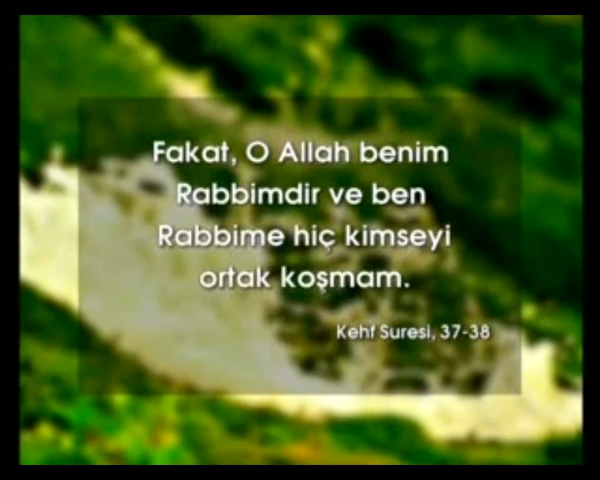 Fakat, O Allah benim
Rabbimdir ve ben
Rabbime hiç kimseyi
ortak koşmam.
Kehf Suresi, 37-38